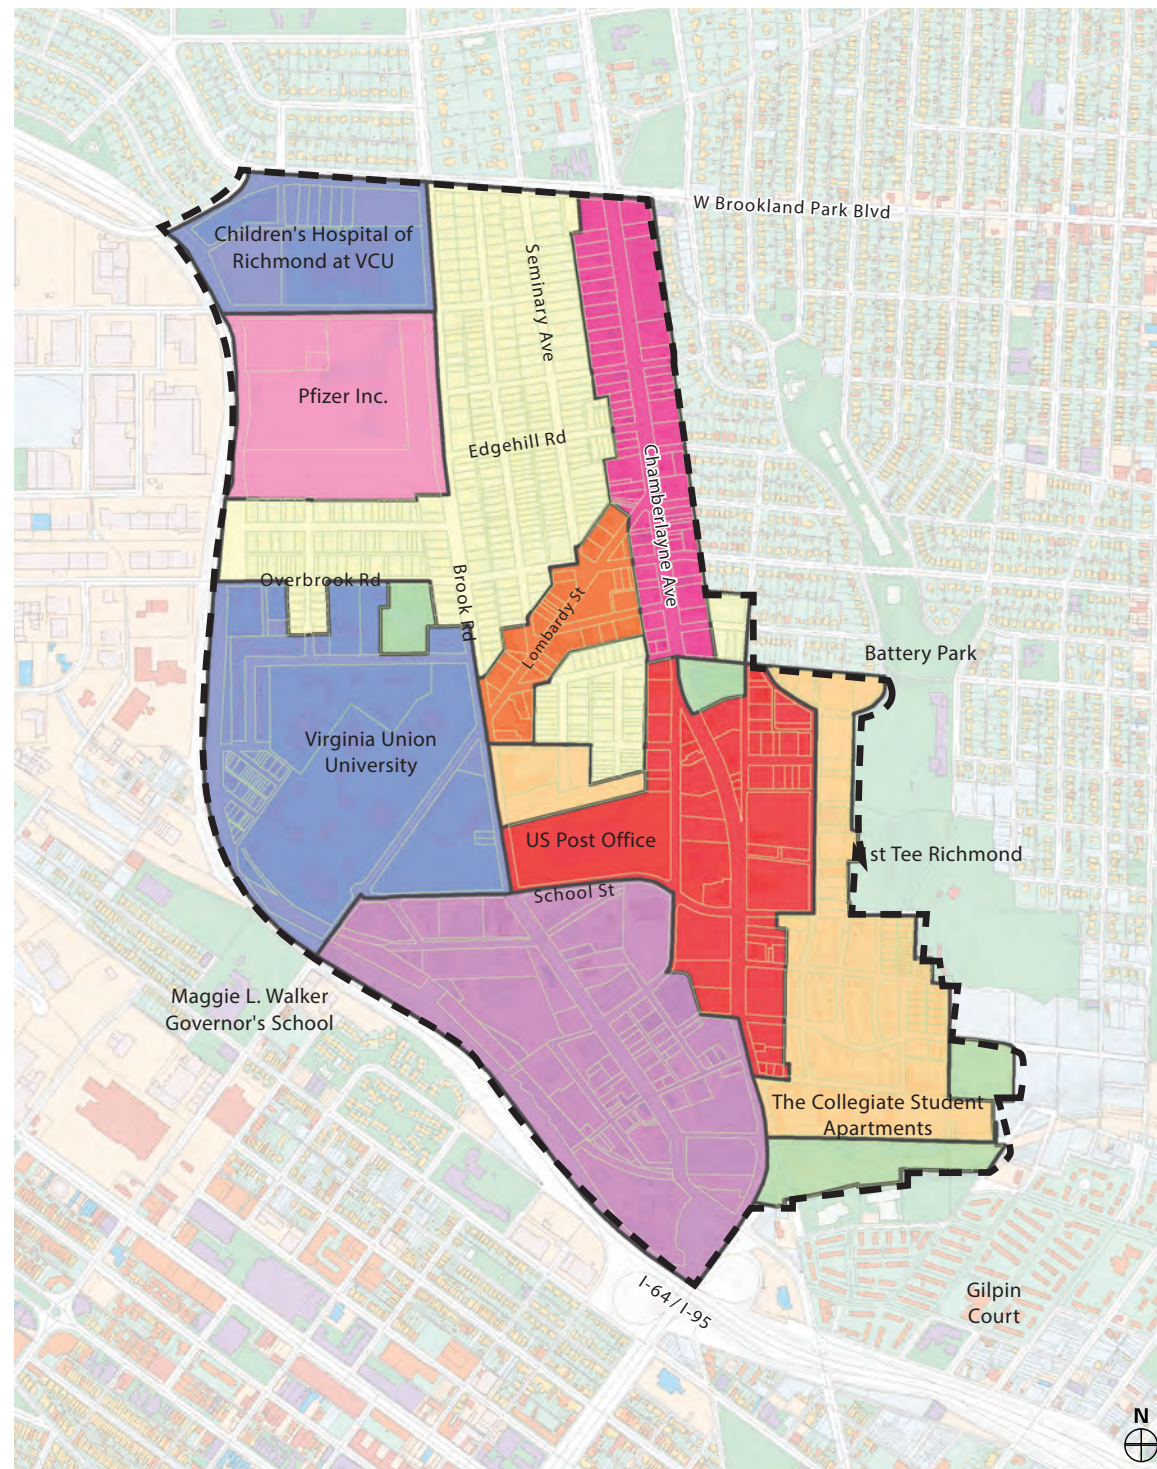 W Brookland Park Blvd
Children's Hospital of
Richmond at VCU
Seminary Ave
Pfizer Inc.
Edgehill Rd
Chamberlayne Ave
Overbrook Rd
Brook Rd
Lombardy St
Battery Park
Virginia Union
University
US Post Office
1st Tee Richmond
School St
Maggie L. Walker
Governor's School
The Collegiate Student
Apartments
I-64 / I-95
Gilpin
Court
N